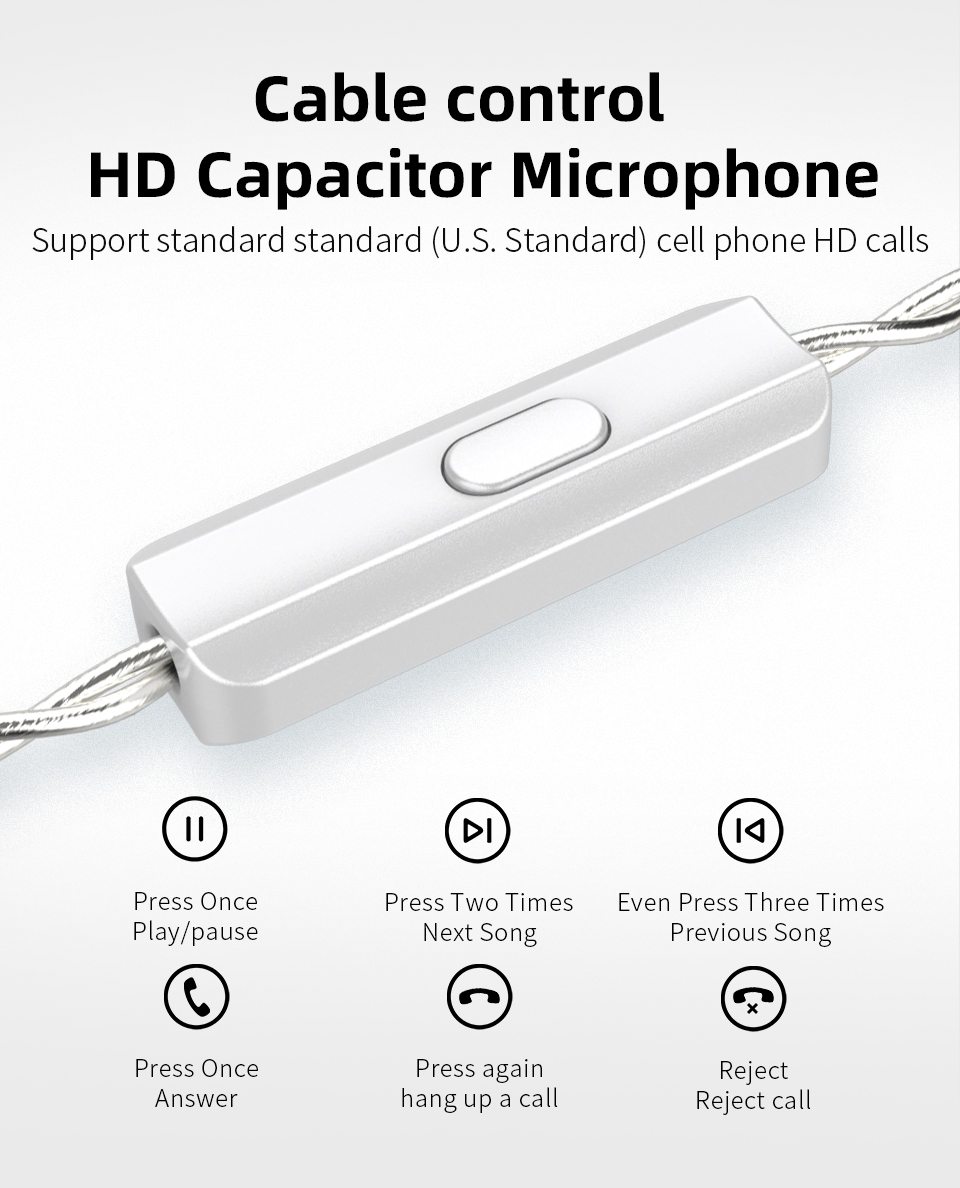 Cable control
HD Capacitor Microphone
Support standard standard (U.S. Standard) cell phone HD calls
Press Once
Play/pause
Press Two Times
Next Song
Even Press Three Times
Previous Song
Press Once
Answer
Press again
hang up a call
Reject
Reject call